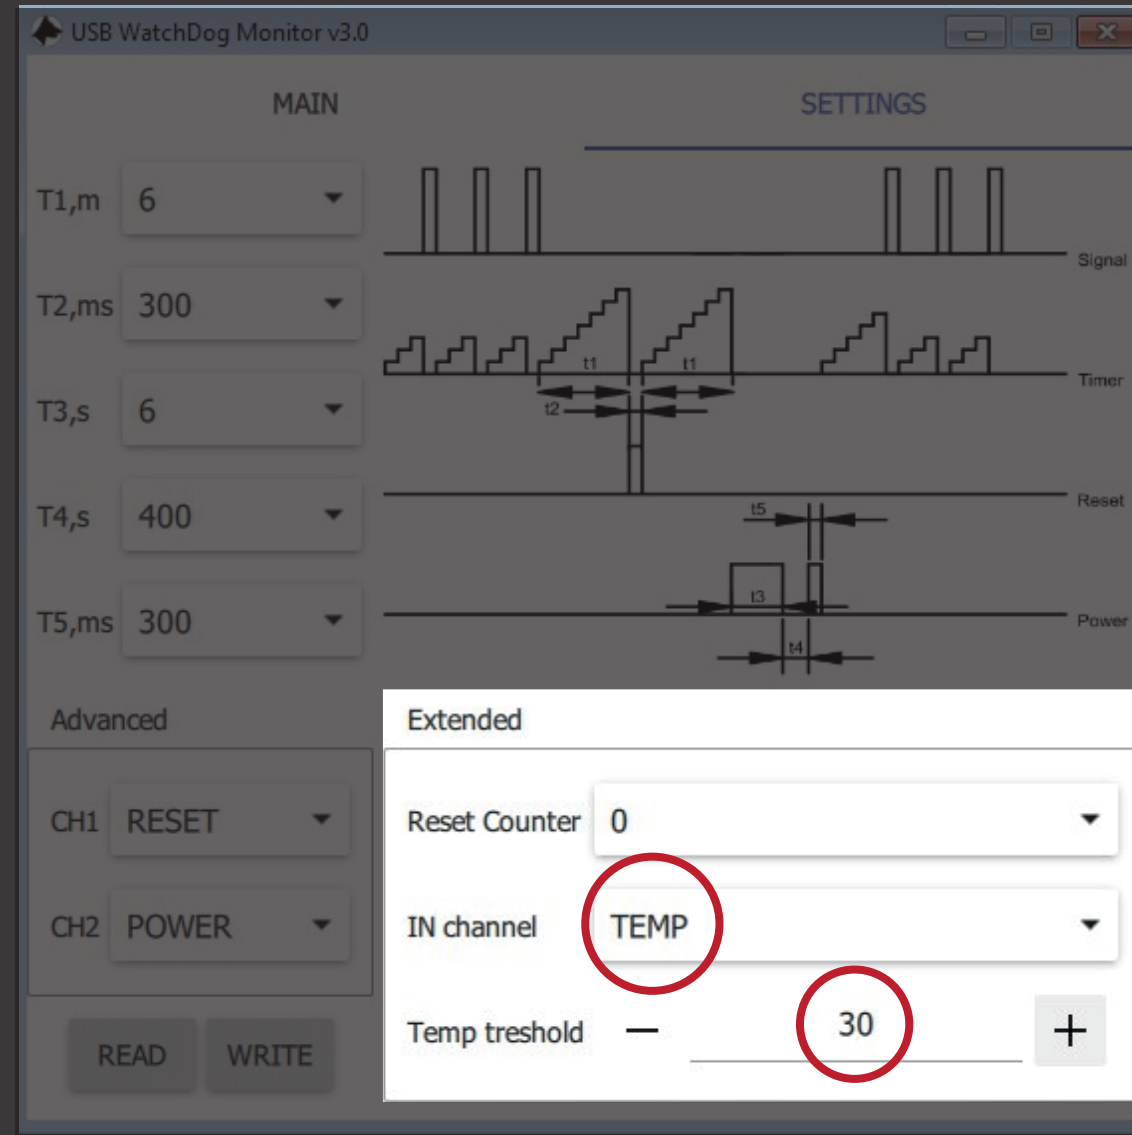 USB WatchDog Monitor v3.0
MAIN
SETTINGS
T1,m 6
T2,ms 300
T3,s 6
T4,s 400
T5,ms 300
Signal
t1 t1
Timer
t2
Reset
t5
t3
Power
t4
Advanced
CH1 RESET
CH2 POWER
READ WRITE
Extended
Reset Counter 0
IN channel TEMP
Temp treshold — 30 +